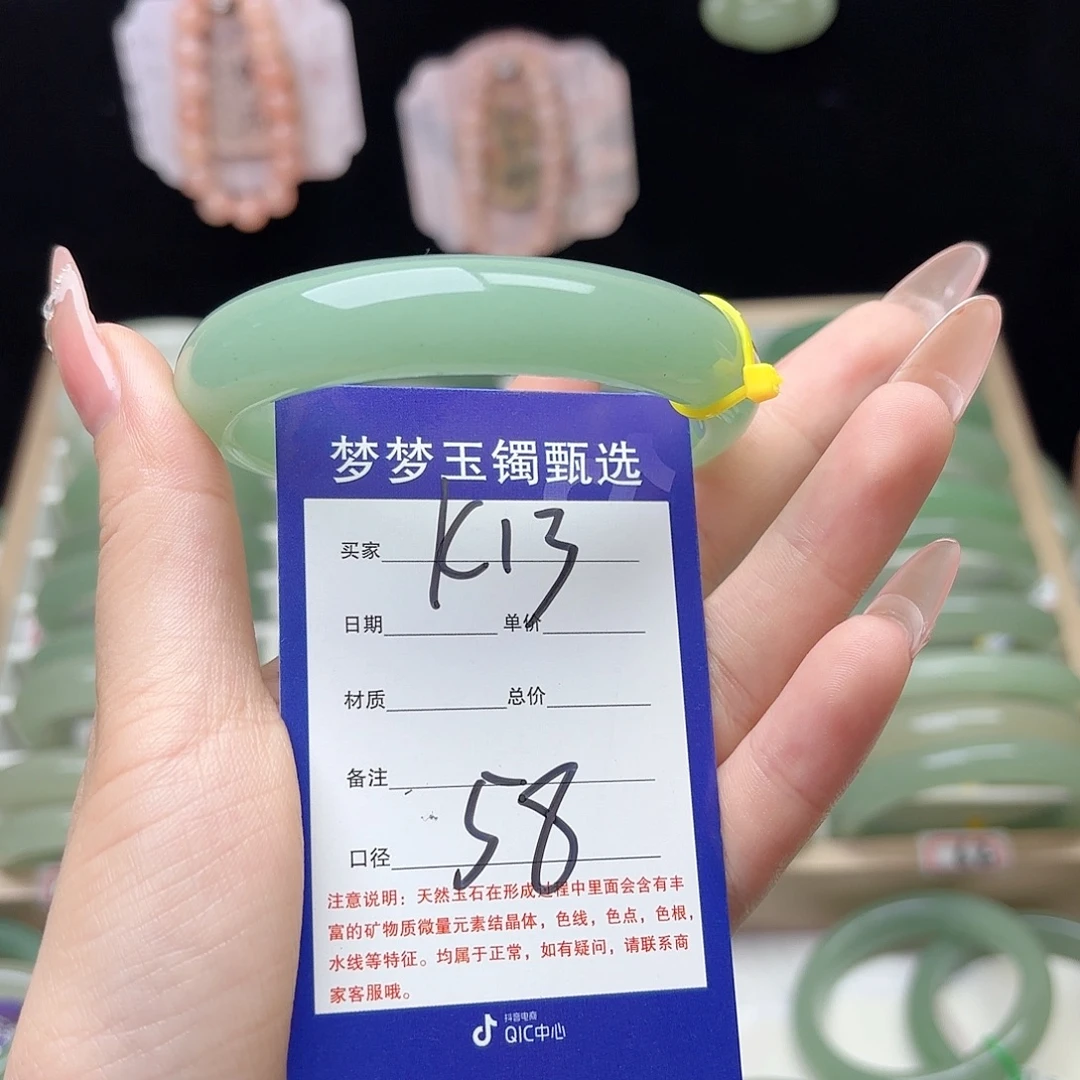 梦梦玉镯甄选
买家 K13
日期 单价
材质 总价
备注
口径 58
注意说明：天然玉石在形成过程中里面会含有丰
富的矿物质微量元素结晶体，色线，色点，色根，
水线等特征。均属于正常，如有疑问，请联系商
家客服哦。
抖音电商
QIC中心